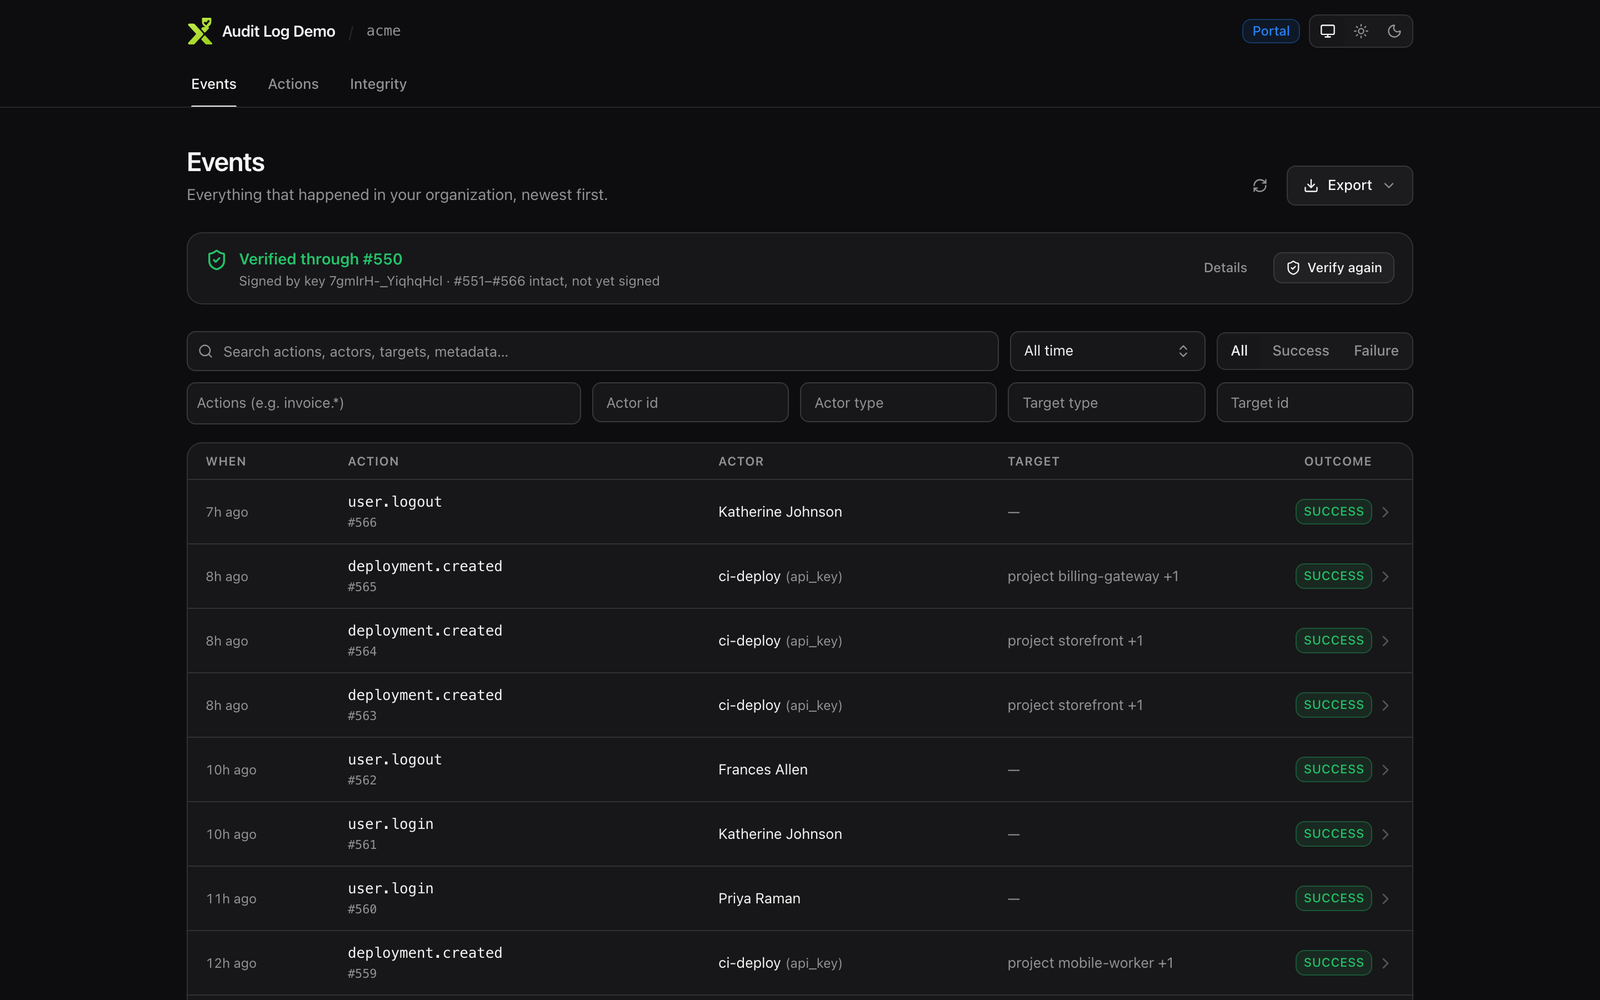 Audit Log Demo / acme
Portal
Events Actions Integrity
Events
Everything that happened in your organization, newest first.
Export
Verified through #550
Signed by key 7gmIrH-_YiqhqHcl · #551–#566 intact, not yet signed
Details
Verify again
Search actions, actors, targets, metadata...
All time
All Success Failure
Actions (e.g. invoice.*)
Actor id
Actor type
Target type
Target id
WHEN ACTION ACTOR TARGET OUTCOME
7h ago user.logout #566 Katherine Johnson — SUCCESS
8h ago deployment.created #565 ci-deploy (api_key) project billing-gateway +1 SUCCESS
8h ago deployment.created #564 ci-deploy (api_key) project storefront +1 SUCCESS
8h ago deployment.created #563 ci-deploy (api_key) project storefront +1 SUCCESS
10h ago user.logout #562 Frances Allen — SUCCESS
10h ago user.login #561 Katherine Johnson — SUCCESS
11h ago user.login #560 Priya Raman — SUCCESS
12h ago deployment.created #559 ci-deploy (api_key) project mobile-worker +1 SUCCESS